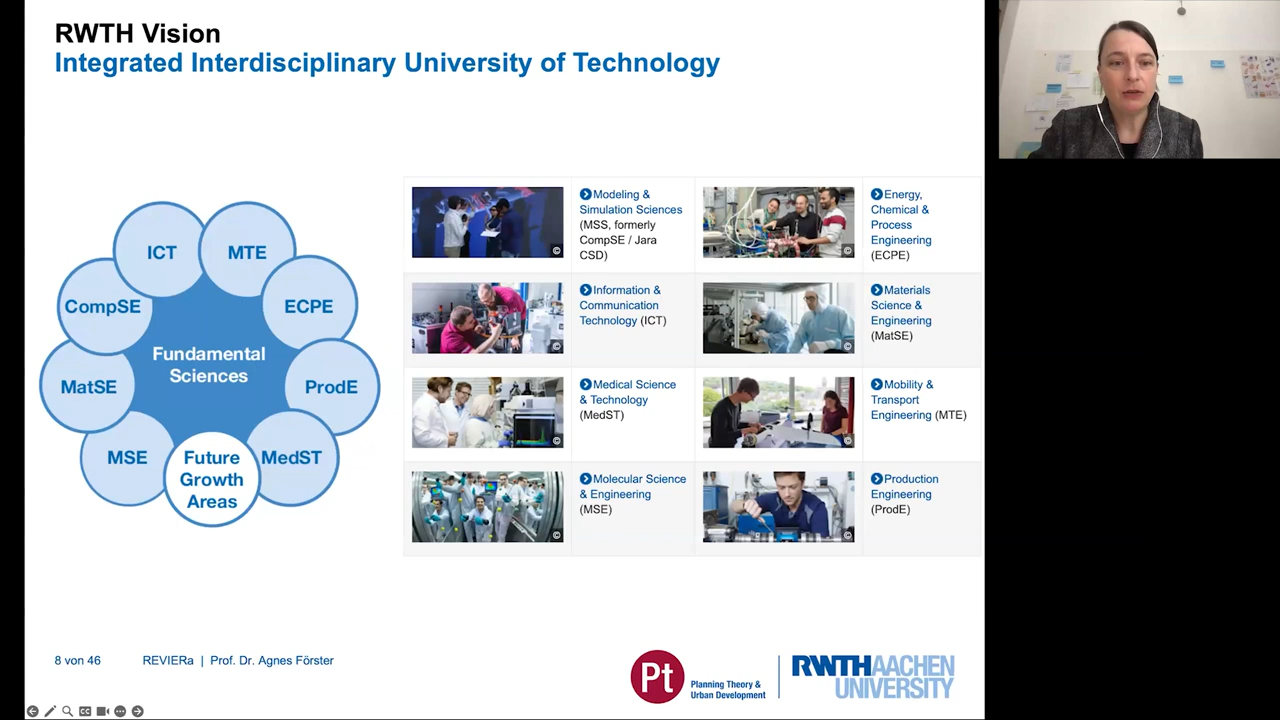 RWTH Vision
Integrated Interdisciplinary University of Technology
ICT
MTE
CompSE
ECPE
Fundamental
Sciences
MatSE
ProdE
MSE
Future
Growth
Areas
MedST
Modeling &
Simulation Sciences
(MSS, formerly
CompSE / Jara
CSD)
Energy,
Chemical &
Process
Engineering
(ECPE)
Information &
Communication
Technology (ICT)
Materials
Science &
Engineering
(MatSE)
Medical Science
& Technology
(MedST)
Mobility &
Transport
Engineering (MTE)
Molecular Science
& Engineering
(MSE)
Production
Engineering
(ProdE)
©
©
©
©
©
©
©
©
8 von 46
REVIERa | Prof. Dr. Agnes Förster
Pt
Planning Theory &
Urban Development
RWTH AACHEN
UNIVERSITY